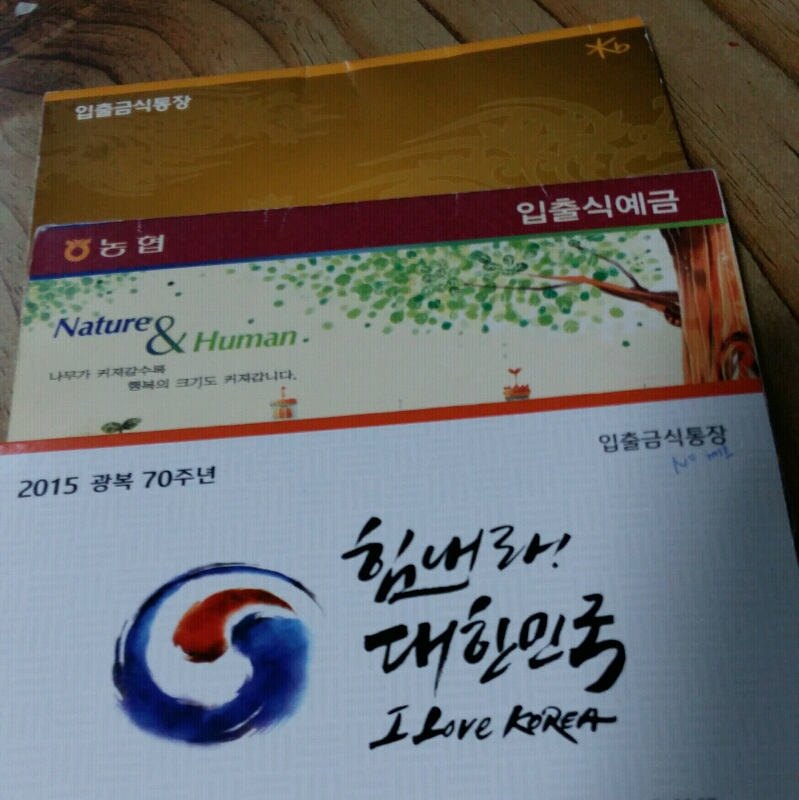 입출금식통장
농협
입출식예금
Nature & Human
나무가 커져갈수록
행복의 크기도 커져갑니다.
입출금식통장
2015 광복 70주년
힘내라!
대한민국
I Love KOREA